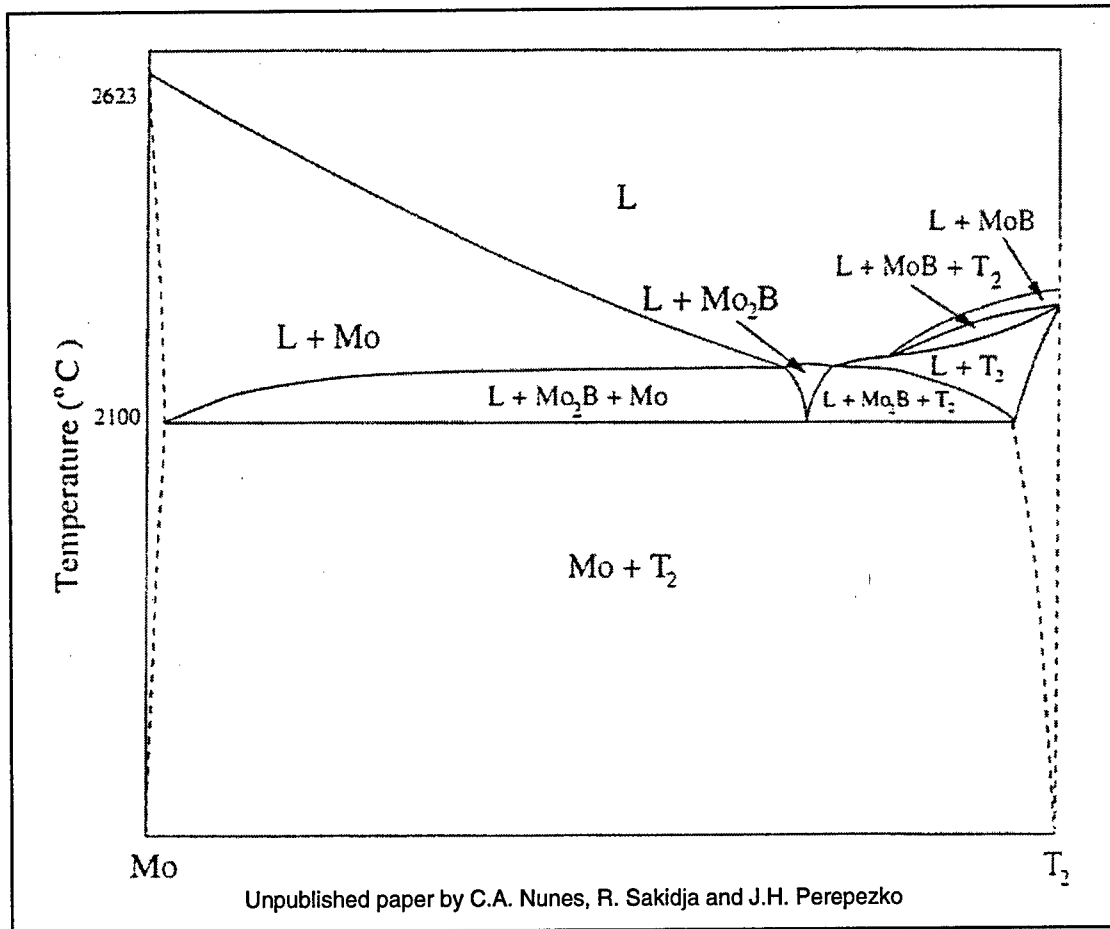 2623
L
L + MoB
L + MoB + T₂
L + Mo₂B
L + Mo
L + T₂
L + Mo₂B + Mo
L + Mo₂B + T₂
2100
Temperature (°C)
Mo + T₂
Mo
T₂
Unpublished paper by C.A. Nunes, R. Sakidja and J.H. Perepezko